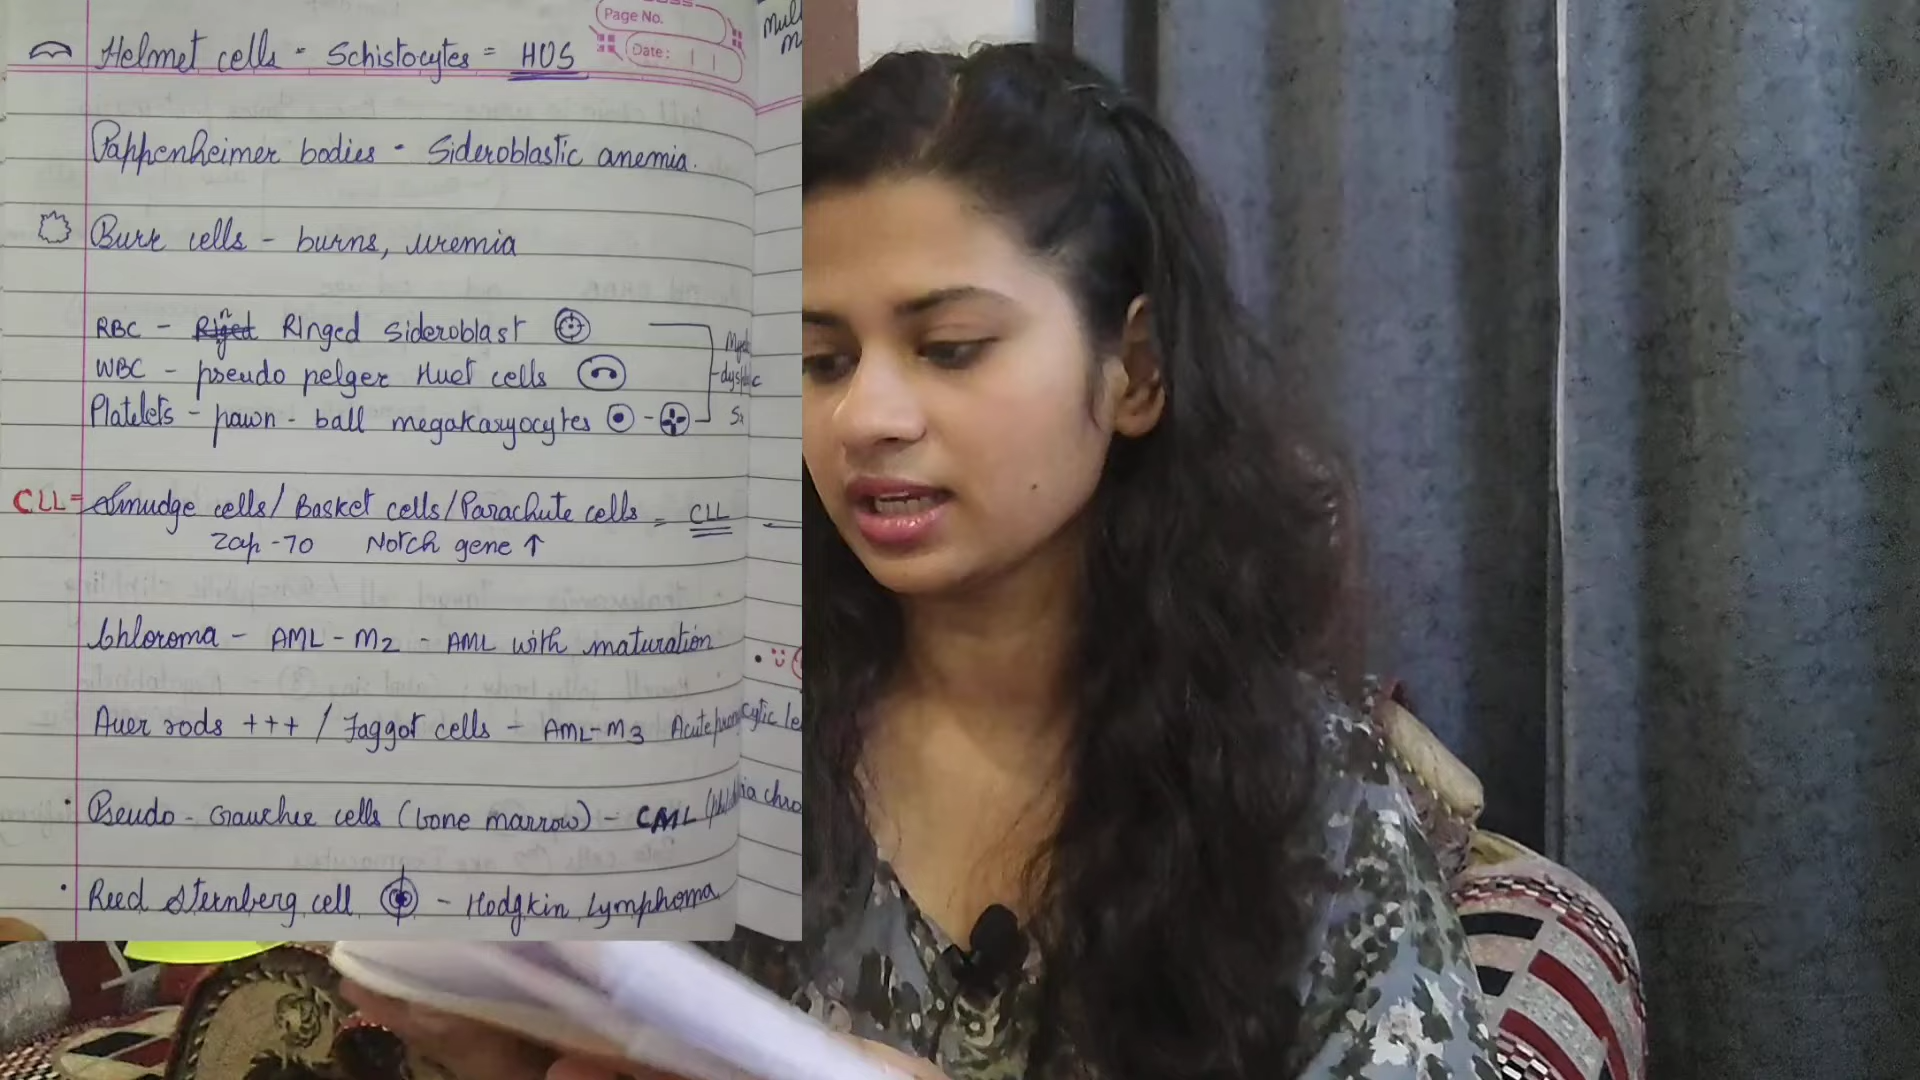 Page No.
Date:
Helmet cells - Schistocytes = HUS
Pappenheimer bodies - Sideroblastic anemia.
Burr cells - burns, uremia
RBC - Ringed sideroblast
WBC - pseudo pelger Huet cells
Platelets - pawn - ball megakaryocytes
CLL = Smudge cells/ Basket cells/Parachute cells = CLL
Zap-70 Notch gene ↑
Chloroma - AML - M2 - AML with maturation
Auer rods +++ / Faggot cells - AML-M3
• Pseudo - Gaucher cells (bone marrow) - CML
• Reed Sternberg cell - Hodgkin Lymphoma